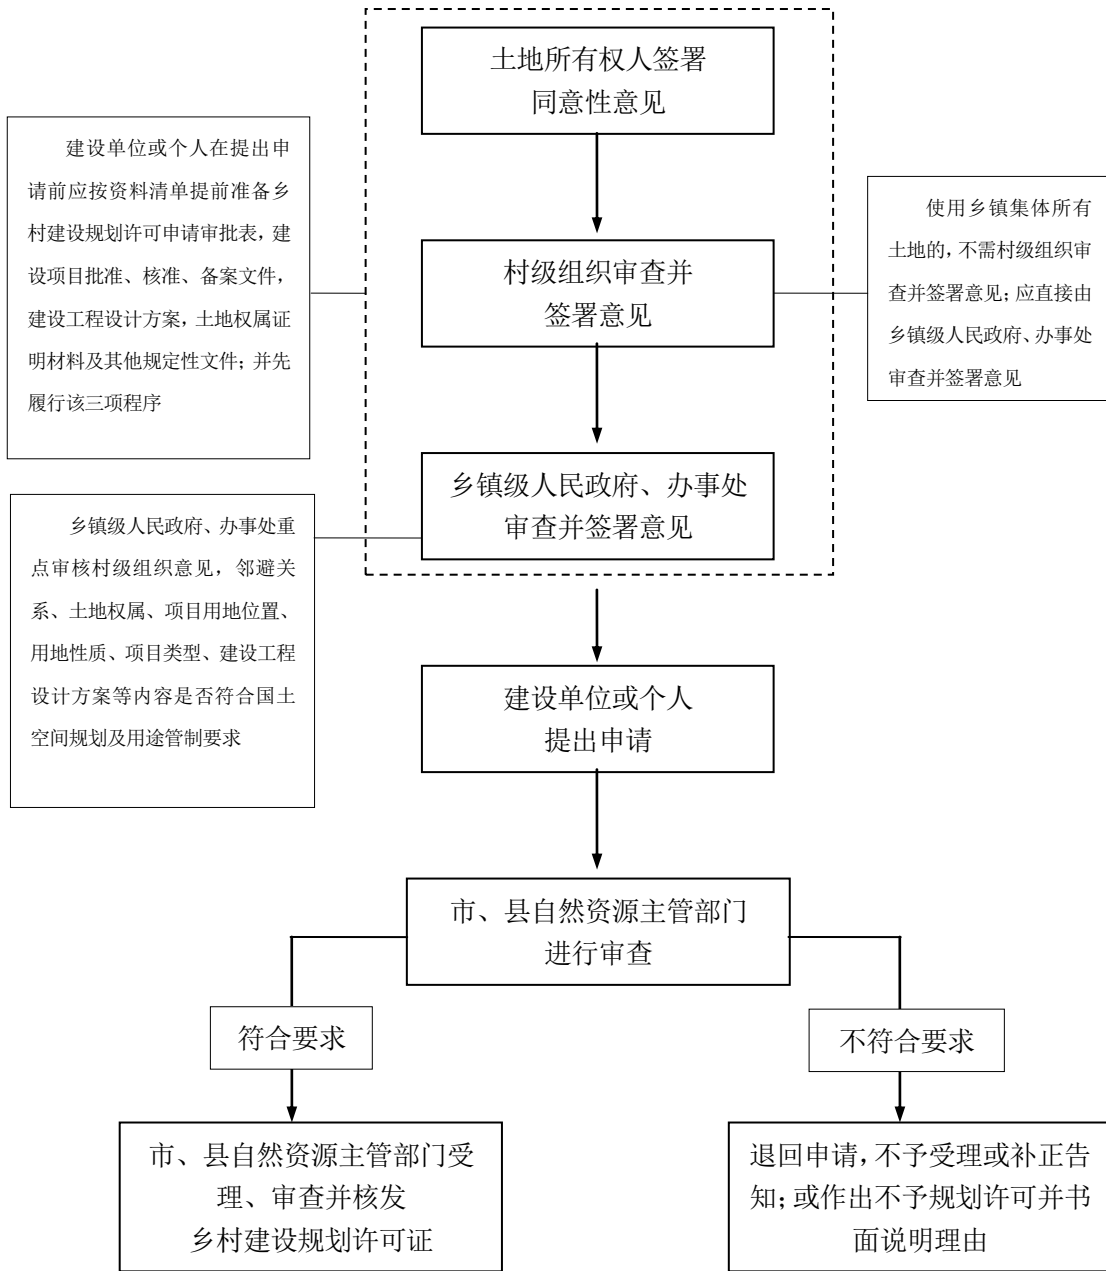 土地所有权人签署
同意性意见
建设单位或个人在提出申
请前应按资料清单提前准备乡
村建设规划许可申请审批表，建
设项目批准、核准、备案文件，
建设工程设计方案，土地权属证
明材料及其他规定性文件；并先
履行该三项程序
村级组织审查并
签署意见
使用乡镇集体所有
土地的，不需村级组织审
查并签署意见；应直接由
乡镇级人民政府、办事处
审查并签署意见
乡镇级人民政府、办事处
审查并签署意见
乡镇级人民政府、办事处重
点审核村级组织意见，邻避关
系、土地权属、项目用地位置、
用地性质、项目类型、建设工程
设计方案等内容是否符合国土
空间规划及用途管制要求
建设单位或个人
提出申请
市、县自然资源主管部门
进行审查
符合要求
不符合要求
市、县自然资源主管部门受
理、审查并核发
乡村建设规划许可证
退回申请，不予受理或补正告
知；或作出不予规划许可并书
面说明理由